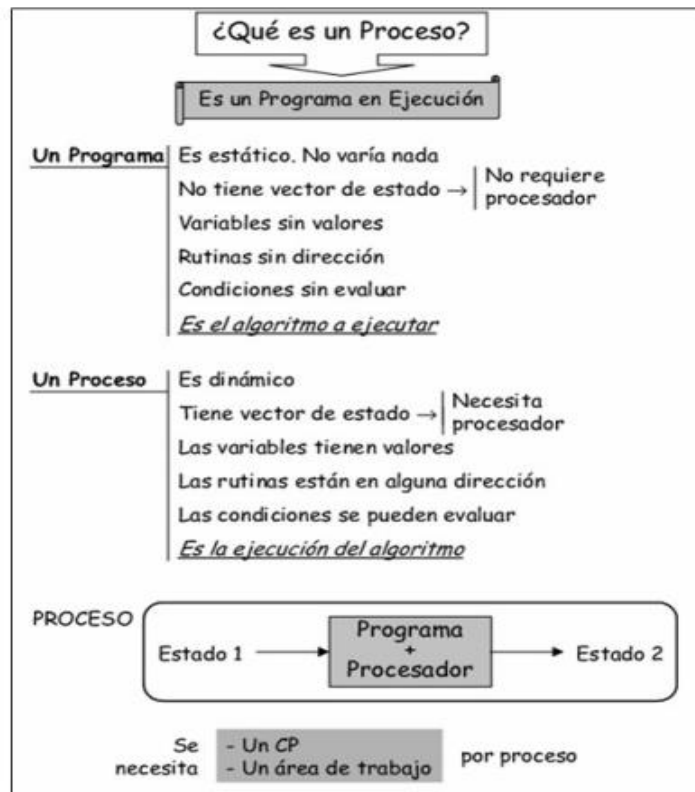 ¿Qué es un Proceso?
Es un Programa en Ejecución
Un Programa
Es estático. No varía nada
No tiene vector de estado →
No requiere
procesador
Variables sin valores
Rutinas sin dirección
Condiciones sin evaluar
Es el algoritmo a ejecutar
Un Proceso
Es dinámico
Tiene vector de estado →
Necesita
procesador
Las variables tienen valores
Las rutinas están en alguna dirección
Las condiciones se pueden evaluar
Es la ejecución del algoritmo
PROCESO
Estado 1
Programa
+
Procesador
Estado 2
Se
necesita
- Un CP
- Un área de trabajo
por proceso